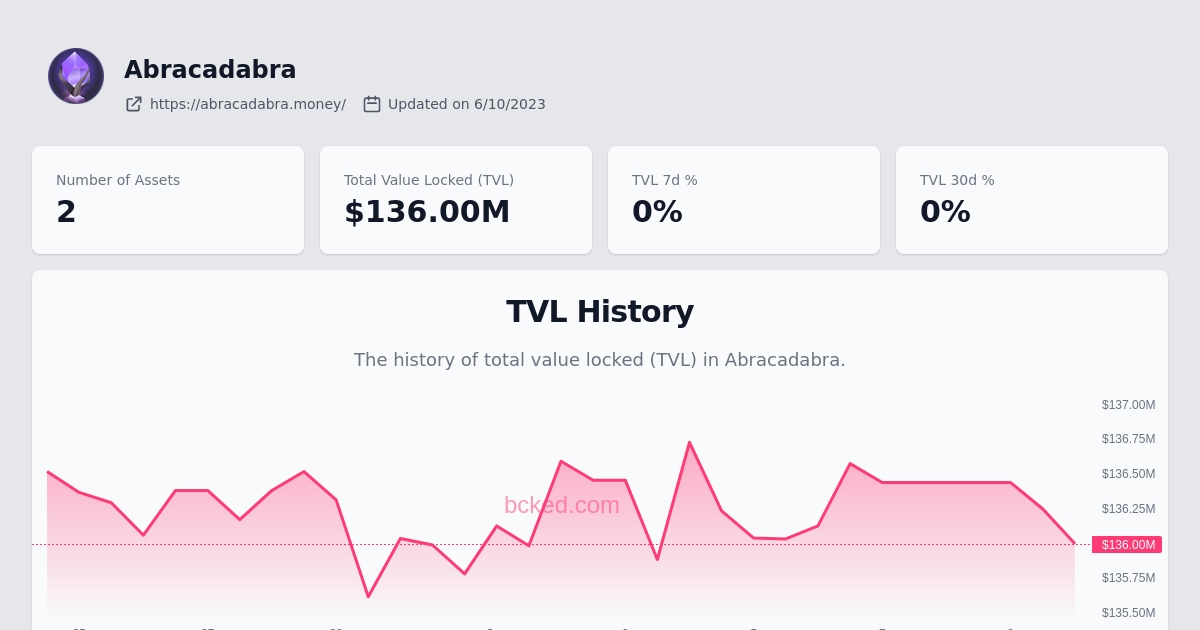 Abracadabra
https://abracadabra.money/ Updated on 6/10/2023
Number of Assets
2
Total Value Locked (TVL)
$136.00M
TVL 7d %
0%
TVL 30d %
0%
TVL History
The history of total value locked (TVL) in Abracadabra.
$137.00M
$136.75M
$136.50M
$136.25M
bcked.com
$136.00M
$135.75M
$135.50M